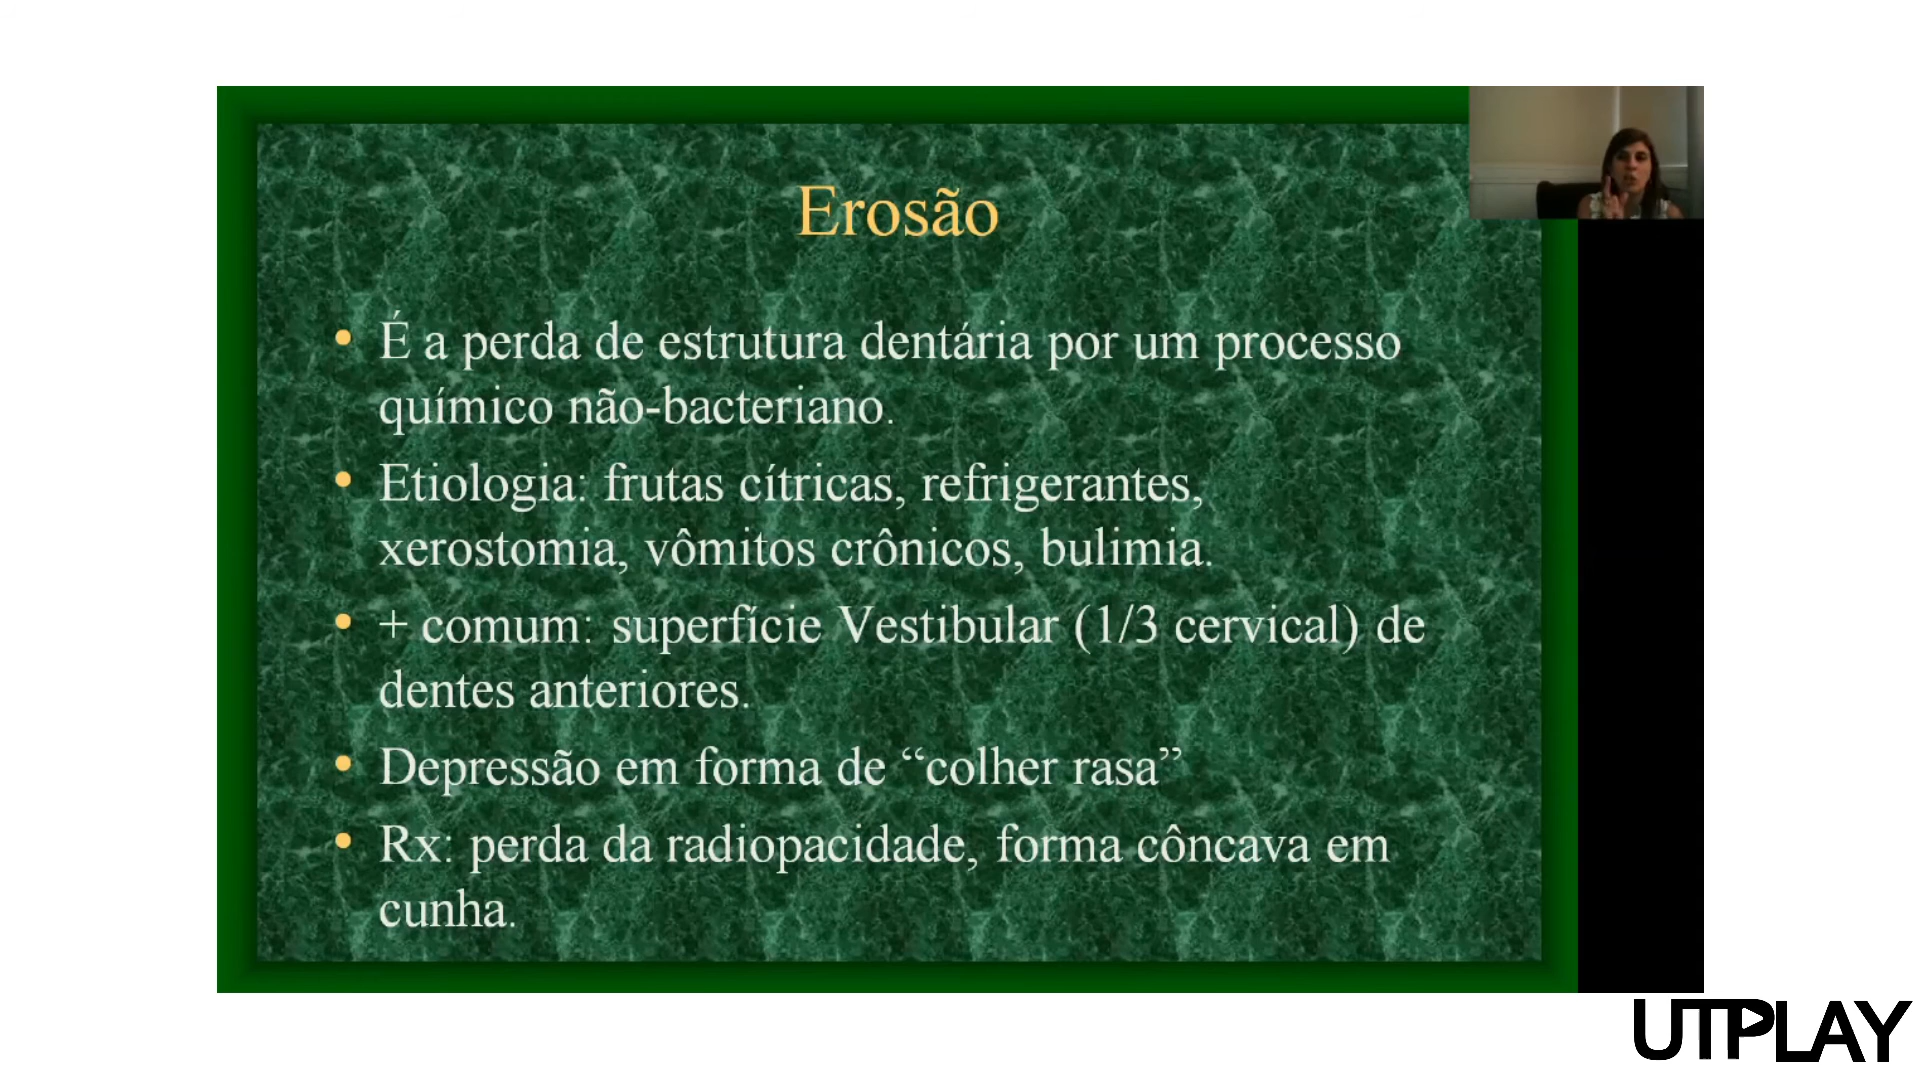 Erosão
• É a perda de estrutura dentária por um processo
químico não-bacteriano.
• Etiologia: frutas cítricas, refrigerantes,
xerostomia, vômitos crônicos, bulimia.
• + comum: superfície Vestibular (1/3 cervical) de
dentes anteriores.
• Depressão em forma de “colher rasa”
• Rx: perda da radiopacidade, forma côncava em
cunha.
UTPLAY